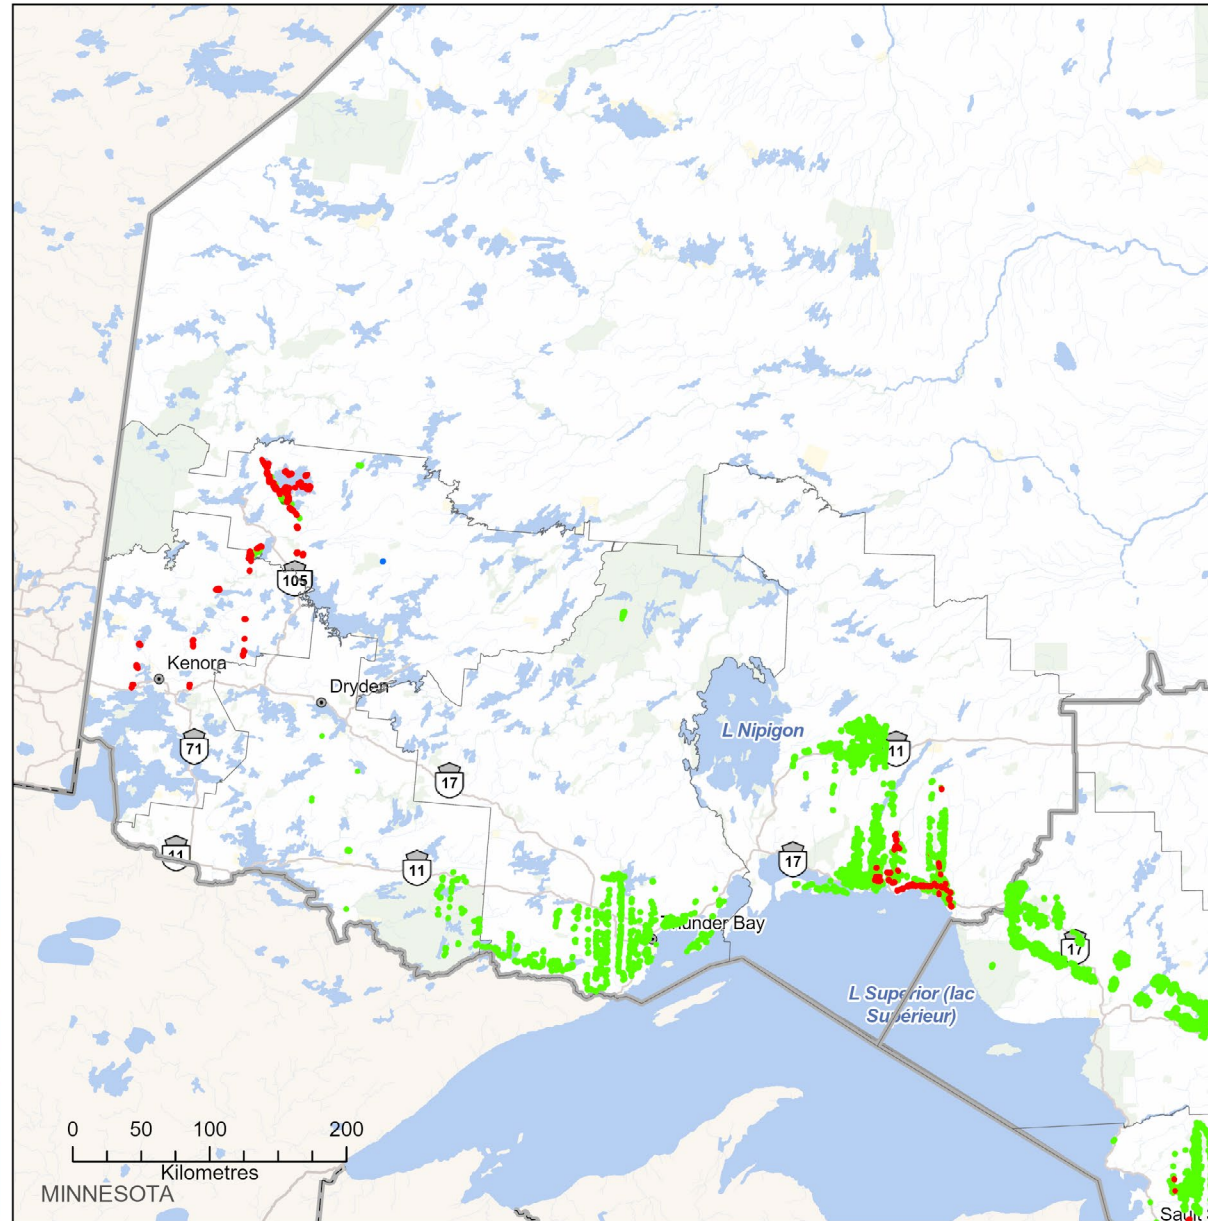 105
Kenora
Dryden
71
L Nipigon
11
17
11
17
11
Thunder Bay
17
L Superior (lac
Supérieur)
0 50 100 200
Kilometres
MINNESOTA
Sault S